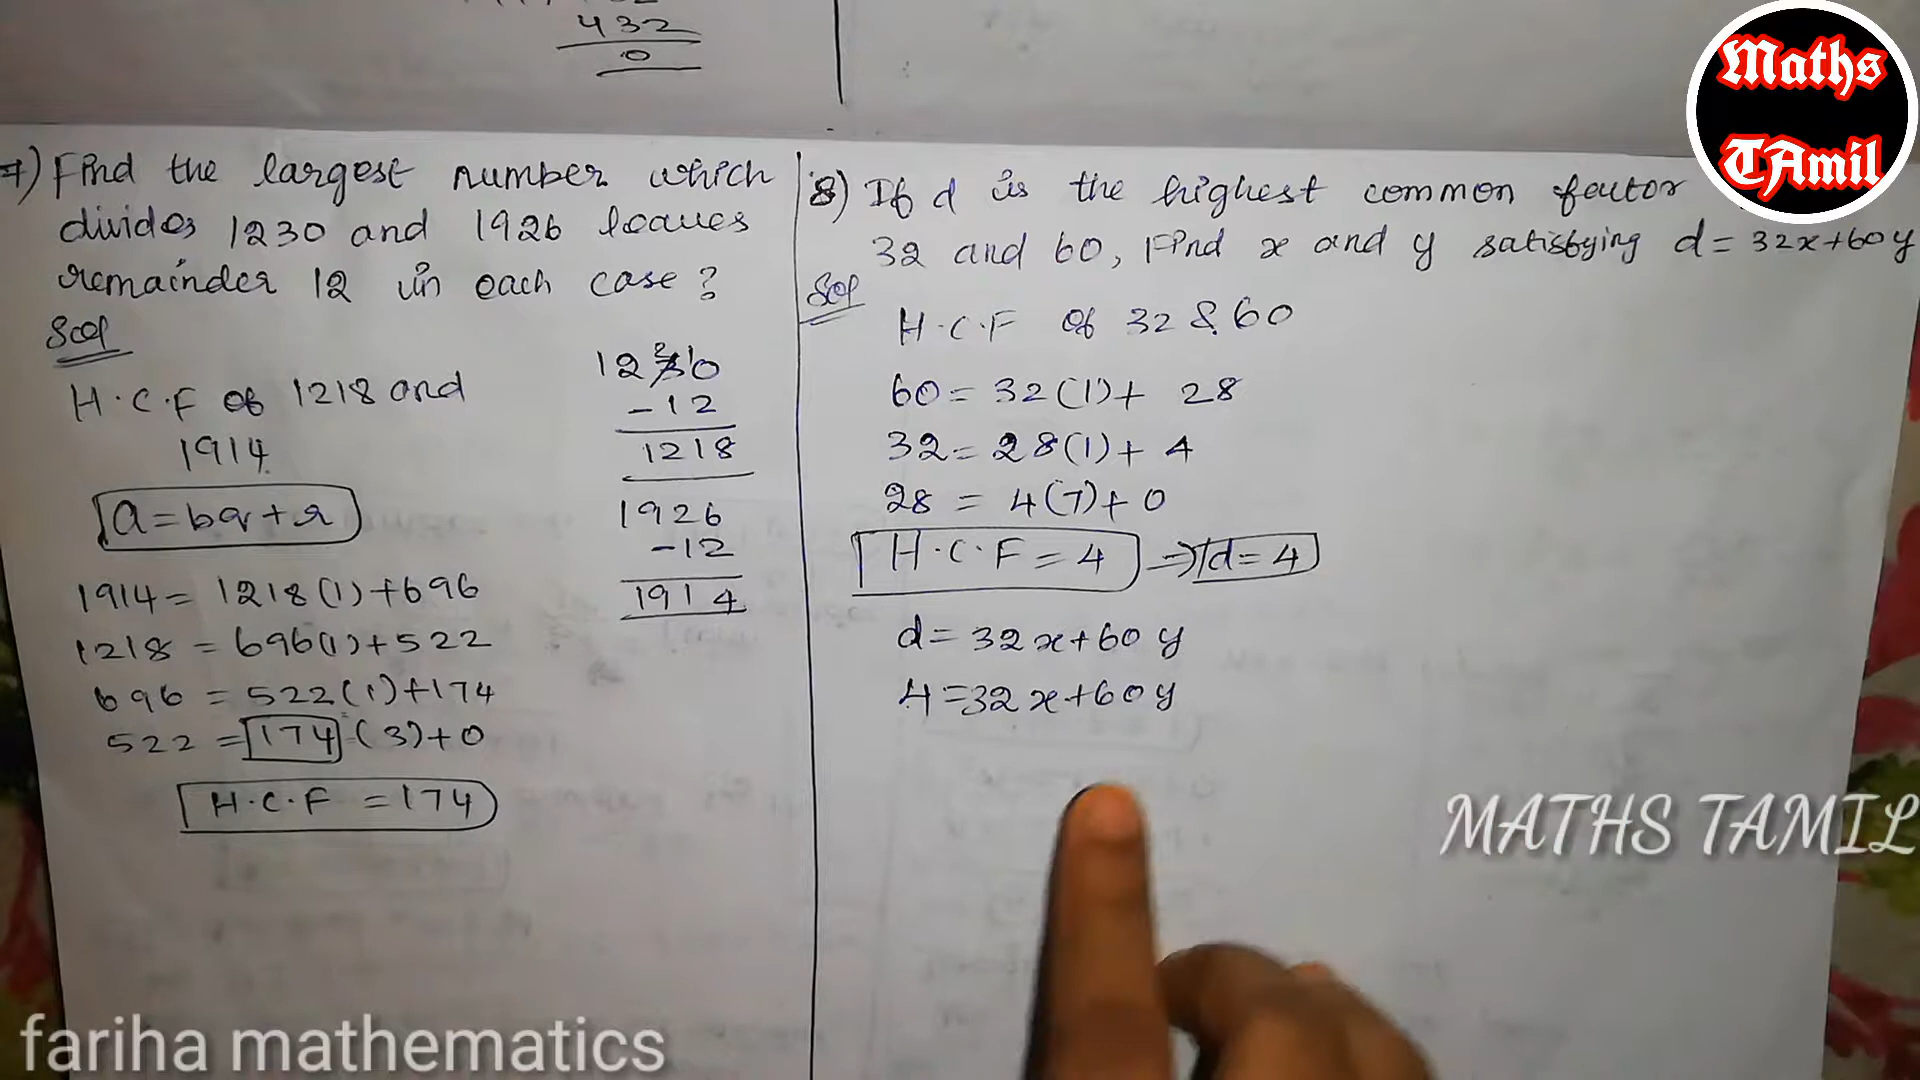 432
0
7) Find the largest number which
divides 1230 and 1926 leaves
remainder 12 in each case ?
Sol
H.C.F of 1218 and
1914
a = bq + r
1914 = 1218 (1) + 696
1218 = 696 (1) + 522
696 = 522 (1) + 174
522 = 174 (3) + 0
H.C.F = 174
1230
- 12
1218
1926
- 12
1914
8) If d is the highest common factor
32 and 60, Find x and y satisfying d = 32x + 60y
Sol
H.C.F of 32 & 60
60 = 32 (1) + 28
32 = 28 (1) + 4
28 = 4 (7) + 0
H.C.F = 4 ⇒ d = 4
d = 32x + 60y
4 = 32x + 60y
Maths
TAmil
MATHS TAMIL
fariha mathematics